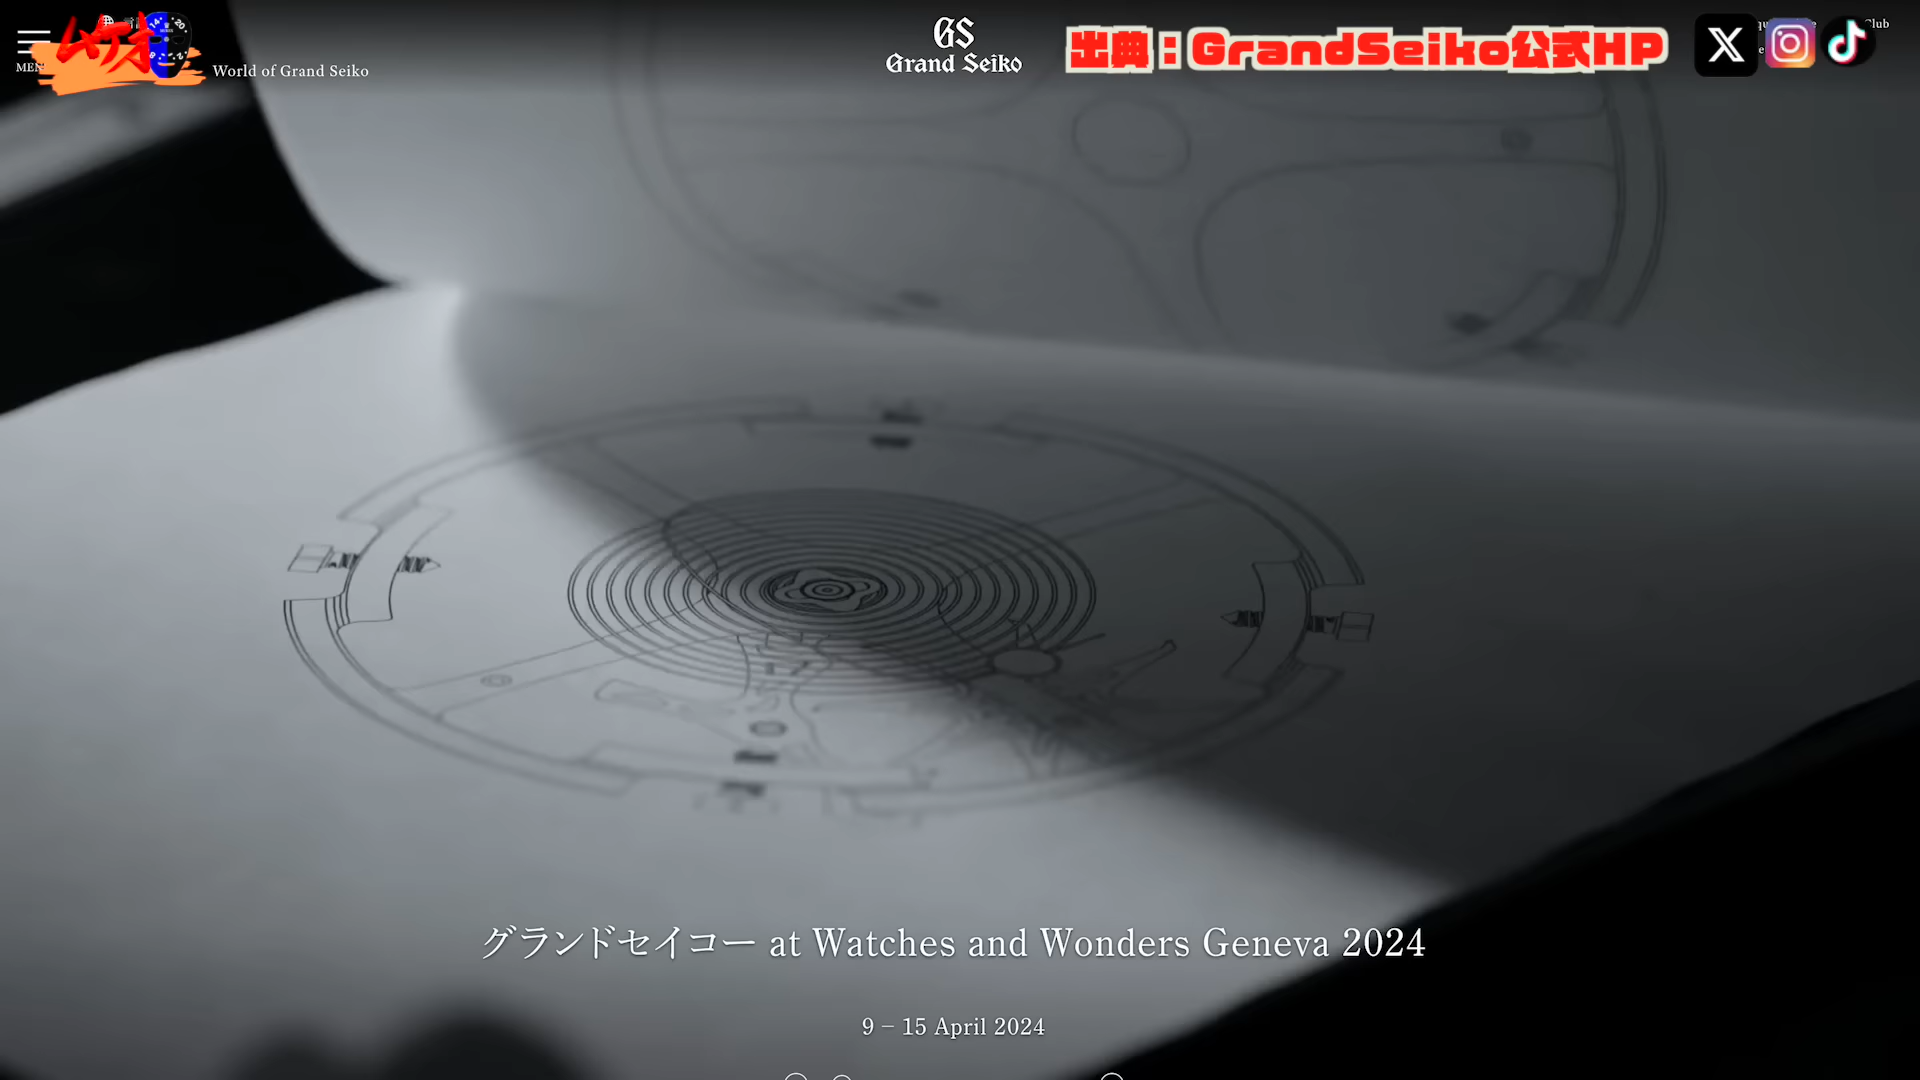 World of Grand Seiko
GS
Grand Seiko
出典：GrandSeiko公式HP
Club
グランドセイコー at Watches and Wonders Geneva 2024
9 – 15 April 2024